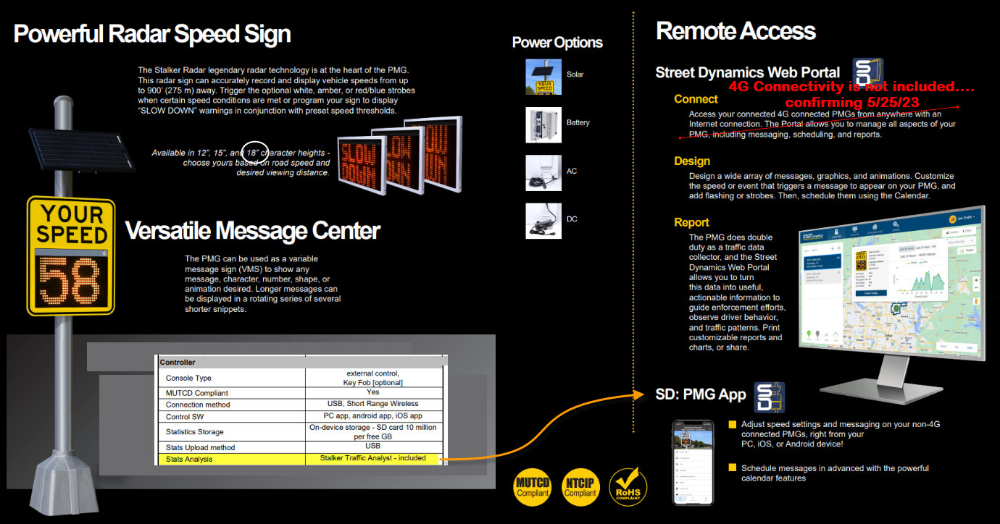 Powerful Radar Speed Sign
The Stalker Radar legendary radar technology is at the heart of the PMG.
This radar sign can accurately record and display vehicle speeds from up
to 900' (275 m) away. Trigger the optional white, amber, or red/blue strobes
when certain speed conditions are met or program your sign to display
“SLOW DOWN” warnings in conjunction with preset speed thresholds.
Available in 12”, 15”, and 18” character heights -
choose yours based on road speed and
desired viewing distance.
SLOW
DOWN
YOUR
SPEED
58
Versatile Message Center
The PMG can be used as a variable
message sign (VMS) to show any
message, character, number, shape, or
animation desired. Longer messages can
be displayed in a rotating series of several
shorter snippets.
Controller
Console Type external control,
Key Fob [optional]
MUTCD Compliant Yes
Connection method USB, Short Range Wireless
Control SW PC app, android app, iOS app
Statistics Storage On-device storage - SD card 10 million
per free GB
Stats Upload method USB
Stats Analysis Stalker Traffic Analyst - included
Power Options
YOUR
SPEED
Solar
Battery
AC
DC
MUTCD
Compliant
NTCIP
Compliant
RoHS
COMPLIANT
Remote Access
Street Dynamics Web Portal
SD
4G Connectivity is not included....
confirming 5/25/23
Connect
Access your connected 4G connected PMGs from anywhere with an
Internet connection. The Portal allows you to manage all aspects of your
PMG, including messaging, scheduling, and reports.
Design
Design a wide array of messages, graphics, and animations. Customize
the speed or event that triggers a message to appear on your PMG, and
add flashing or strobes. Then, schedule them using the Calendar.
Report
The PMG does double
duty as a traffic data
collector, and the Street
Dynamics Web Portal
allows you to turn
this data into useful,
actionable information to
guide enforcement efforts,
observe driver behavior,
and traffic patterns. Print
customizable reports and
charts, or share.
Joe Smith
SD: PMG App
SD
58
Adjust speed settings and messaging on your non-4G
connected PMGs, right from your
PC, iOS, or Android device!
Schedule messages in advanced with the powerful
calendar features